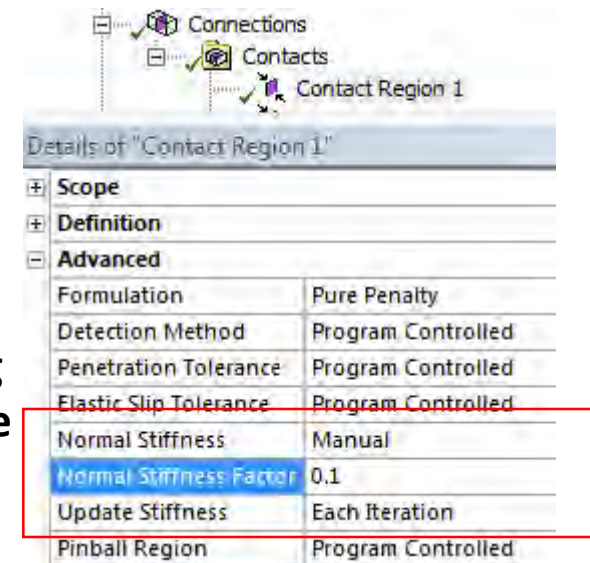 Connections
Contacts
Contact Region 1
Details of "Contact Region 1"
Scope
Definition
Advanced
Formulation Pure Penalty
Detection Method Program Controlled
Penetration Tolerance Program Controlled
Elastic Slip Tolerance Program Controlled
e
Normal Stiffness Manual
Normal Stiffness Factor 0.1
Update Stiffness Each Iteration
Pinball Region Program Controlled